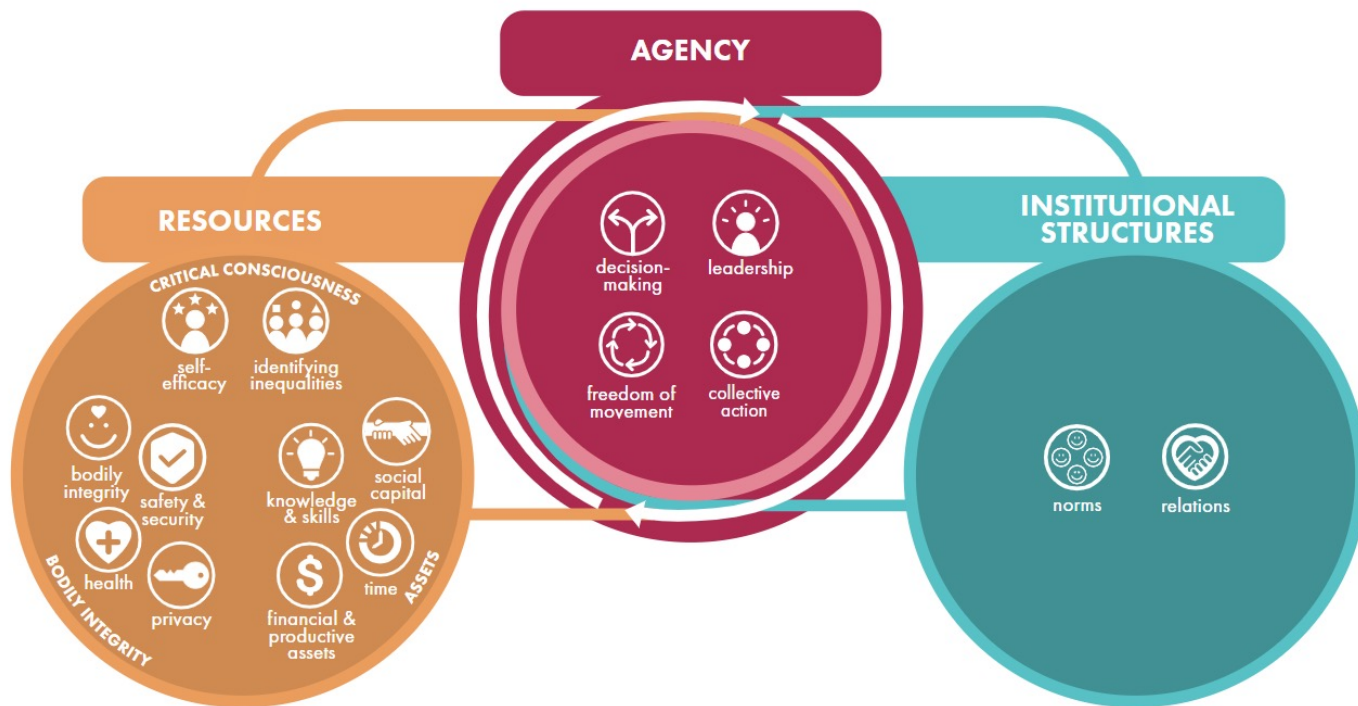 AGENCY
RESOURCES
INSTITUTIONAL
STRUCTURES
decision-
making
leadership
freedom of
movement
collective
action
CRITICAL CONSCIOUSNESS
self-
efficacy
identifying
inequalities
bodily
integrity
safety &
security
knowledge
& skills
social
capital
health
privacy
financial &
productive
assets
time
BODILY INTEGRITY
ASSETS
norms
relations